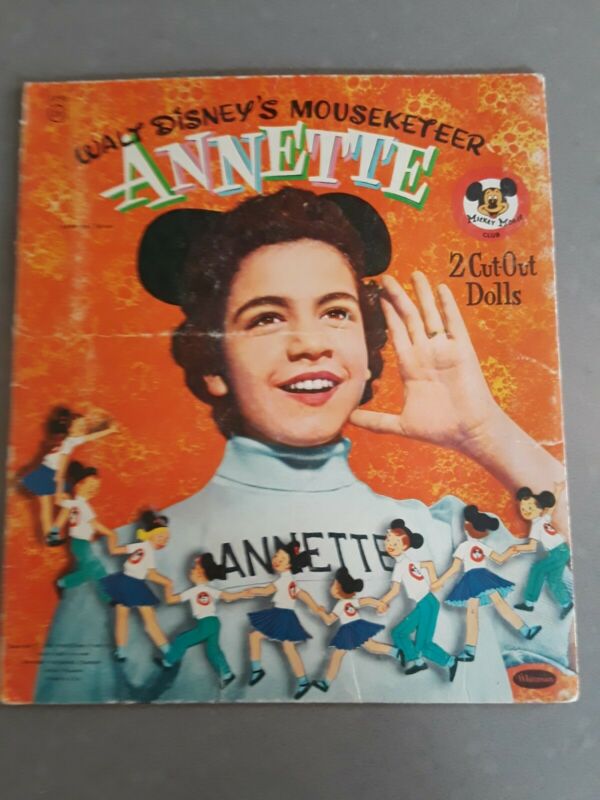 WALT DISNEY'S MOUSEKETEER
ANNETTE
MICKEY MOUSE
CLUB
2 Cut-Out
Dolls
ANNETTE
Whitman